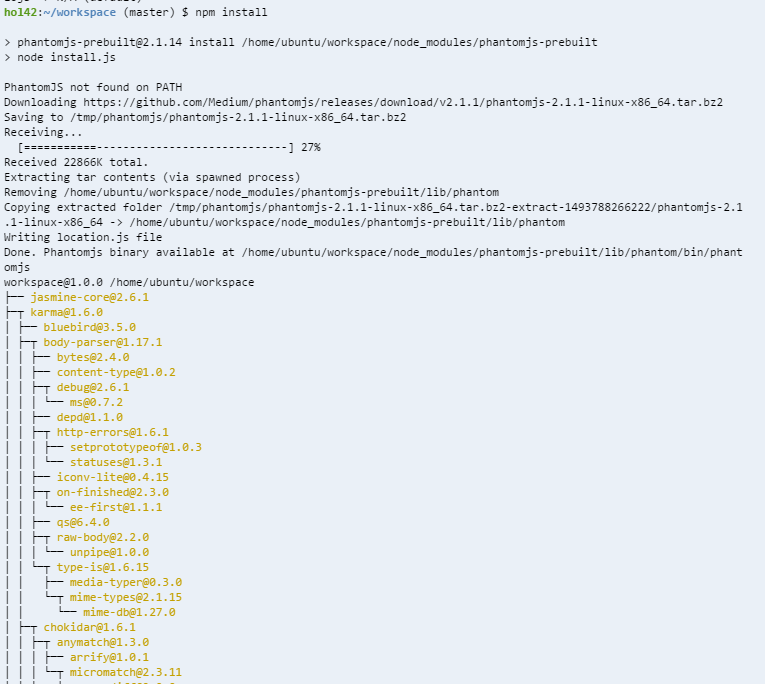 hol42:~/workspace (master) $ npm install
> phantomjs-prebuilt@2.1.14 install /home/ubuntu/workspace/node_modules/phantomjs-prebuilt
> node install.js
PhantomJS not found on PATH
Downloading https://github.com/Medium/phantomjs/releases/download/v2.1.1/phantomjs-2.1.1-linux-x86_64.tar.bz2
Saving to /tmp/phantomjs/phantomjs-2.1.1-linux-x86_64.tar.bz2
Receiving...
[===========-----------------------------] 27%
Received 22866K total.
Extracting tar contents (via spawned process)
Removing /home/ubuntu/workspace/node_modules/phantomjs-prebuilt/lib/phantom
Copying extracted folder /tmp/phantomjs/phantomjs-2.1.1-linux-x86_64.tar.bz2-extract-1493788266222/phantomjs-2.1
.1-linux-x86_64 -> /home/ubuntu/workspace/node_modules/phantomjs-prebuilt/lib/phantom
Writing location.js file
Done. Phantomjs binary available at /home/ubuntu/workspace/node_modules/phantomjs-prebuilt/lib/phantom/bin/phant
omjs
workspace@1.0.0 /home/ubuntu/workspace
├── jasmine-core@2.6.1
├─┬ karma@1.6.0
│ ├── bluebird@3.5.0
│ ├─┬ body-parser@1.17.1
│ │ ├── bytes@2.4.0
│ │ ├── content-type@1.0.2
│ │ ├─┬ debug@2.6.1
│ │ │ └── ms@0.7.2
│ │ ├── depd@1.1.0
│ │ ├─┬ http-errors@1.6.1
│ │ │ ├── setprototypeof@1.0.3
│ │ │ └── statuses@1.3.1
│ │ ├── iconv-lite@0.4.15
│ │ ├─┬ on-finished@2.3.0
│ │ │ └── ee-first@1.1.1
│ │ ├── qs@6.4.0
│ │ ├─┬ raw-body@2.2.0
│ │ │ └── unpipe@1.0.0
│ │ └─┬ type-is@1.6.15
│ │   ├── media-typer@0.3.0
│ │   └─┬ mime-types@2.1.15
│ │     └── mime-db@1.27.0
│ ├─┬ chokidar@1.6.1
│ │ ├─┬ anymatch@1.3.0
│ │ │ ├── arrify@1.0.1
│ │ │ └─┬ micromatch@2.3.11